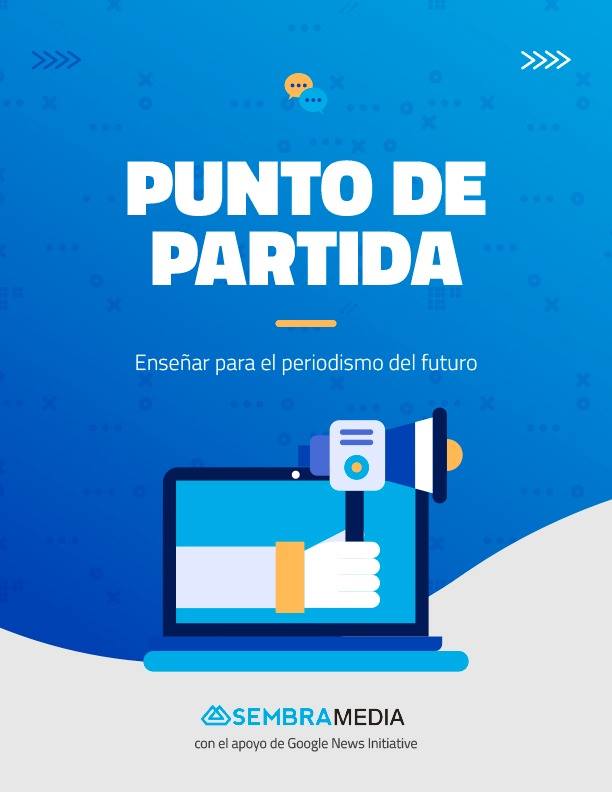 PUNTO DE
PARTIDA
Enseñar para el periodismo del futuro
SEMBRAMEDIA
con el apoyo de Google News Initiative